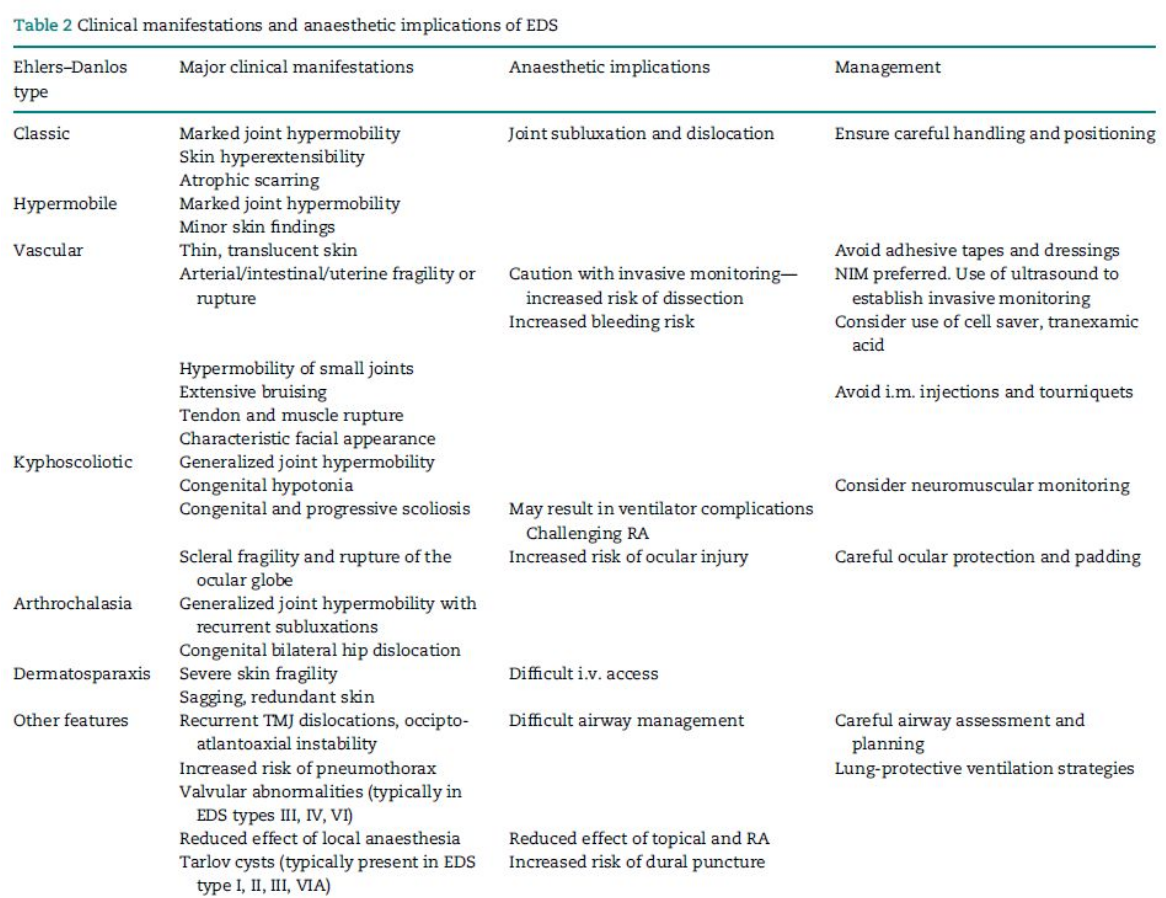 Table 2 Clinical manifestations and anaesthetic implications of EDS
Ehlers–Danlos type Major clinical manifestations Anaesthetic implications Management
Classic Marked joint hypermobility Joint subluxation and dislocation Ensure careful handling and positioning
Skin hyperextensibility
Atrophic scarring
Hypermobile Marked joint hypermobility
Minor skin findings
Vascular Thin, translucent skin Avoid adhesive tapes and dressings
Arterial/intestinal/uterine fragility or Caution with invasive monitoring— NIM preferred. Use of ultrasound to
rupture increased risk of dissection establish invasive monitoring
Increased bleeding risk Consider use of cell saver, tranexamic
acid
Hypermobility of small joints
Extensive bruising Avoid i.m. injections and tourniquets
Tendon and muscle rupture
Characteristic facial appearance
Kyphoscoliotic Generalized joint hypermobility
Congenital hypotonia Consider neuromuscular monitoring
Congenital and progressive scoliosis May result in ventilator complications
Challenging RA
Scleral fragility and rupture of the Increased risk of ocular injury Careful ocular protection and padding
ocular globe
Arthrochalasia Generalized joint hypermobility with
recurrent subluxations
Congenital bilateral hip dislocation
Dermatosparaxis Severe skin fragility Difficult i.v. access
Sagging, redundant skin
Other features Recurrent TMJ dislocations, occipto- Difficult airway management Careful airway assessment and
atlantoaxial instability planning
Increased risk of pneumothorax Lung-protective ventilation strategies
Valvular abnormalities (typically in
EDS types III, IV, VI)
Reduced effect of local anaesthesia Reduced effect of topical and RA
Tarlov cysts (typically present in EDS Increased risk of dural puncture
type I, II, III, VIA)